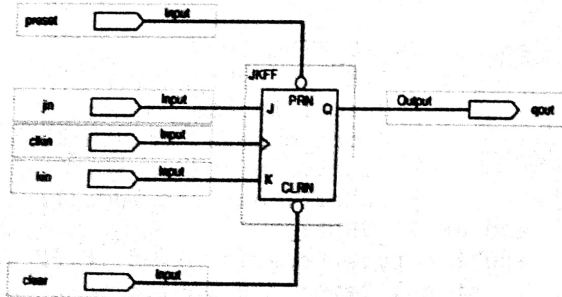 preset Input
JKFF
jin Input J PRN Q Output qout
clkin Input
kin Input K CLRN
clear Input